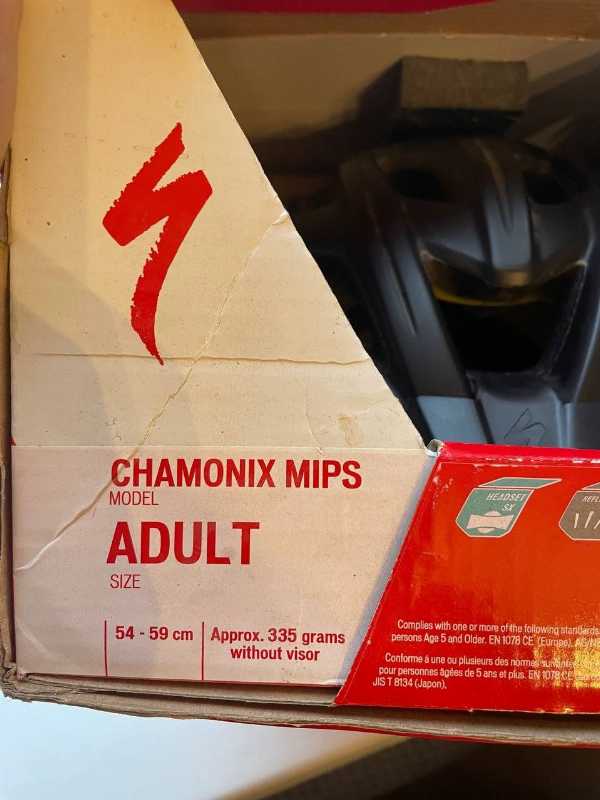 CHAMONIX MIPS
MODEL
ADULT
SIZE
54 - 59 cm
Approx. 335 grams
without visor
HEADSET
SX
Complies with one or more of the following standards
persons Age 5 and Older. EN 1078 CE (Europe),
Conforme à une ou plusieurs des normes suivantes
pour personnes âgées de 5 ans et plus. EN 1078 CE
JIS T 8134 (Japon),